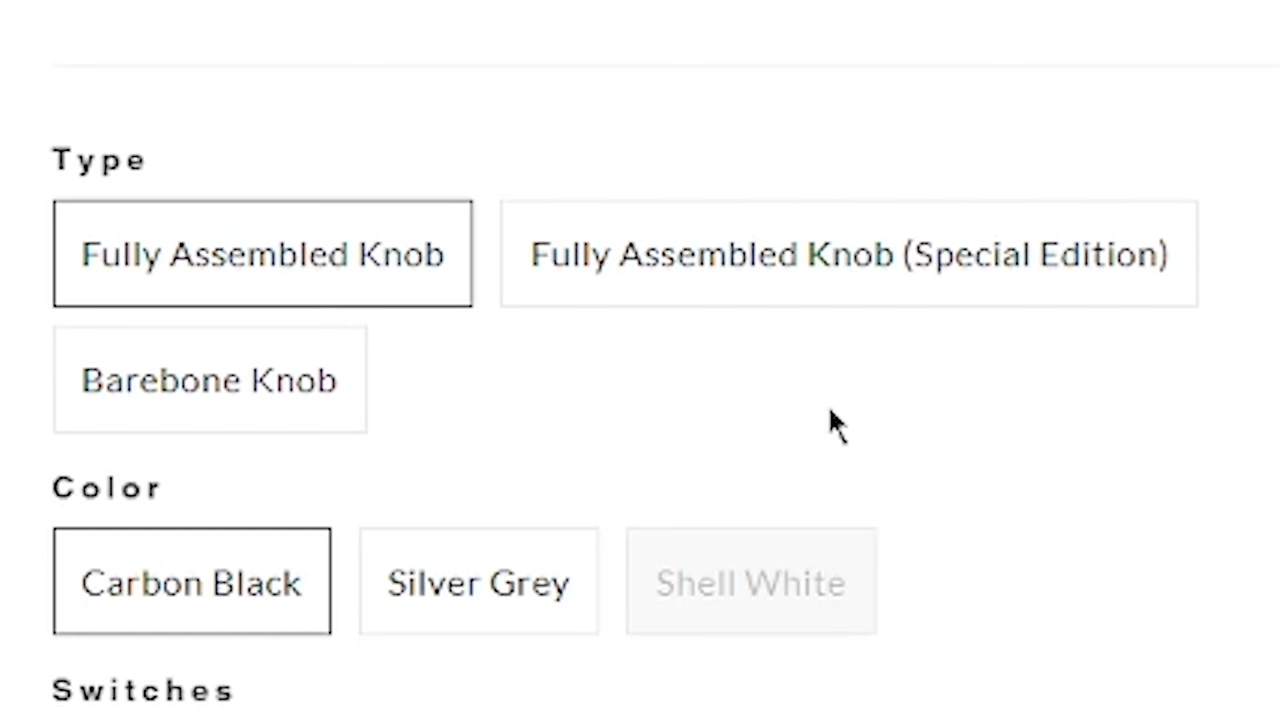 Type
Fully Assembled Knob
Fully Assembled Knob (Special Edition)
Barebone Knob
Color
Carbon Black
Silver Grey
Shell White
Switches